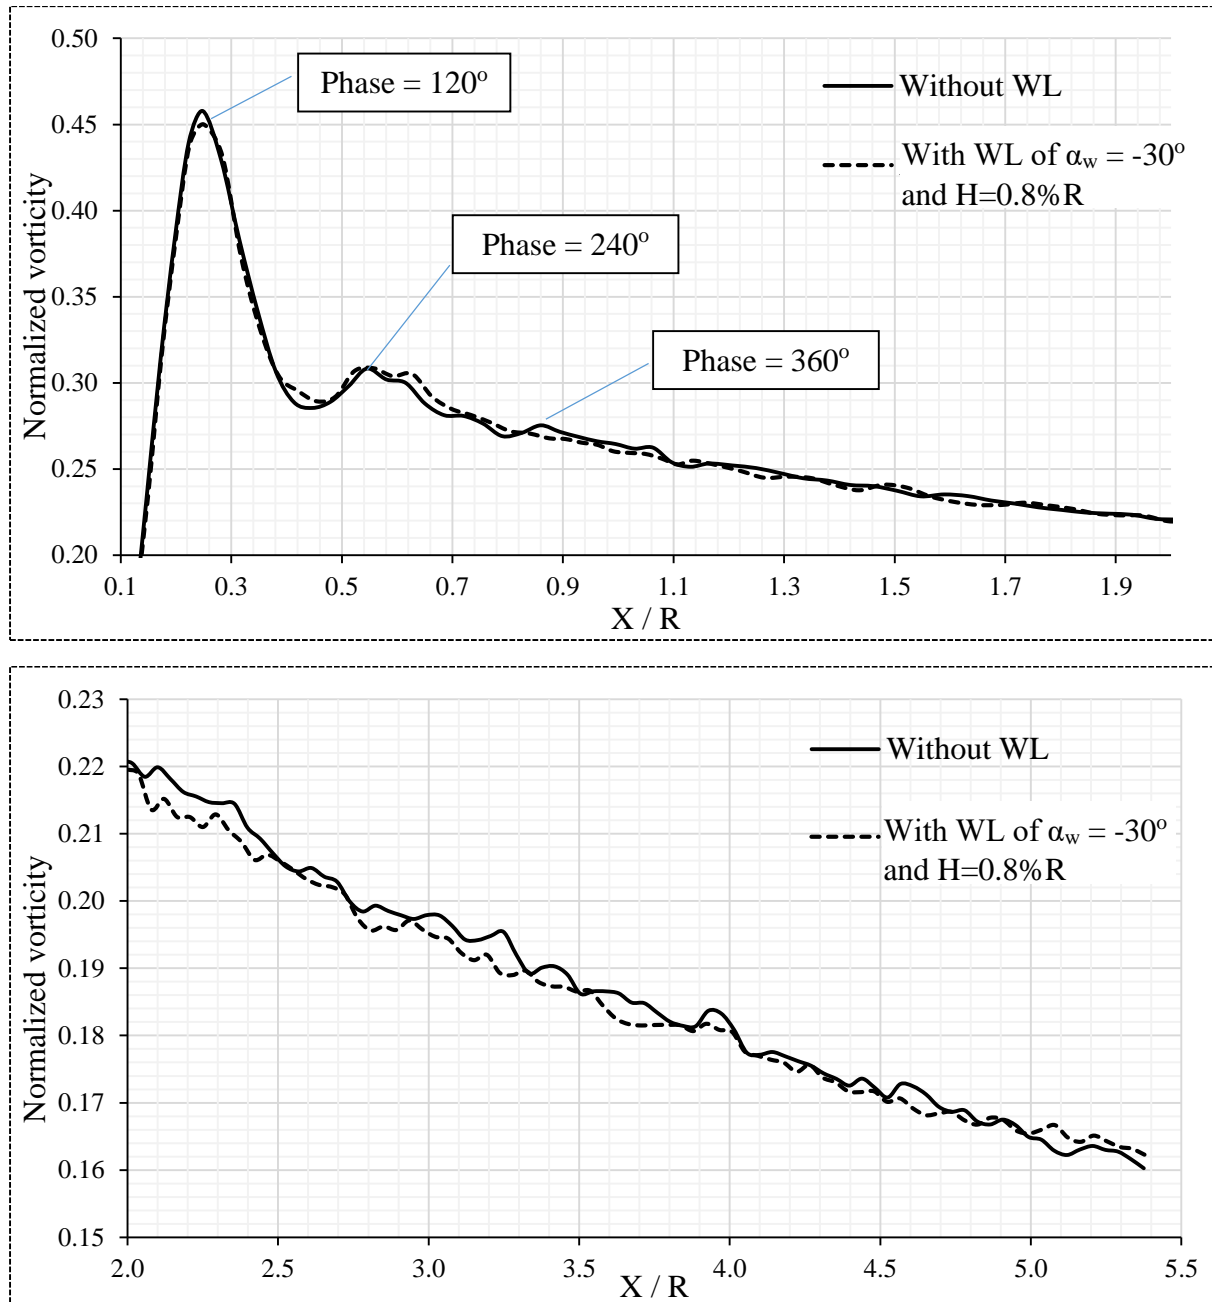 0.50
Phase = 120º
Without WL
0.45
With WL of αw = -30º
and H=0.8%R
0.40
Phase = 240º
0.35
Phase = 360º
0.30
0.25
0.20
Normalized vorticity
0.1 0.3 0.5 0.7 0.9 1.1 1.3 1.5 1.7 1.9
X / R
0.23
Without WL
0.22
With WL of αw = -30º
and H=0.8%R
0.21
0.20
0.19
0.18
0.17
0.16
0.15
Normalized vorticity
2.0 2.5 3.0 3.5 4.0 4.5 5.0 5.5
X / R